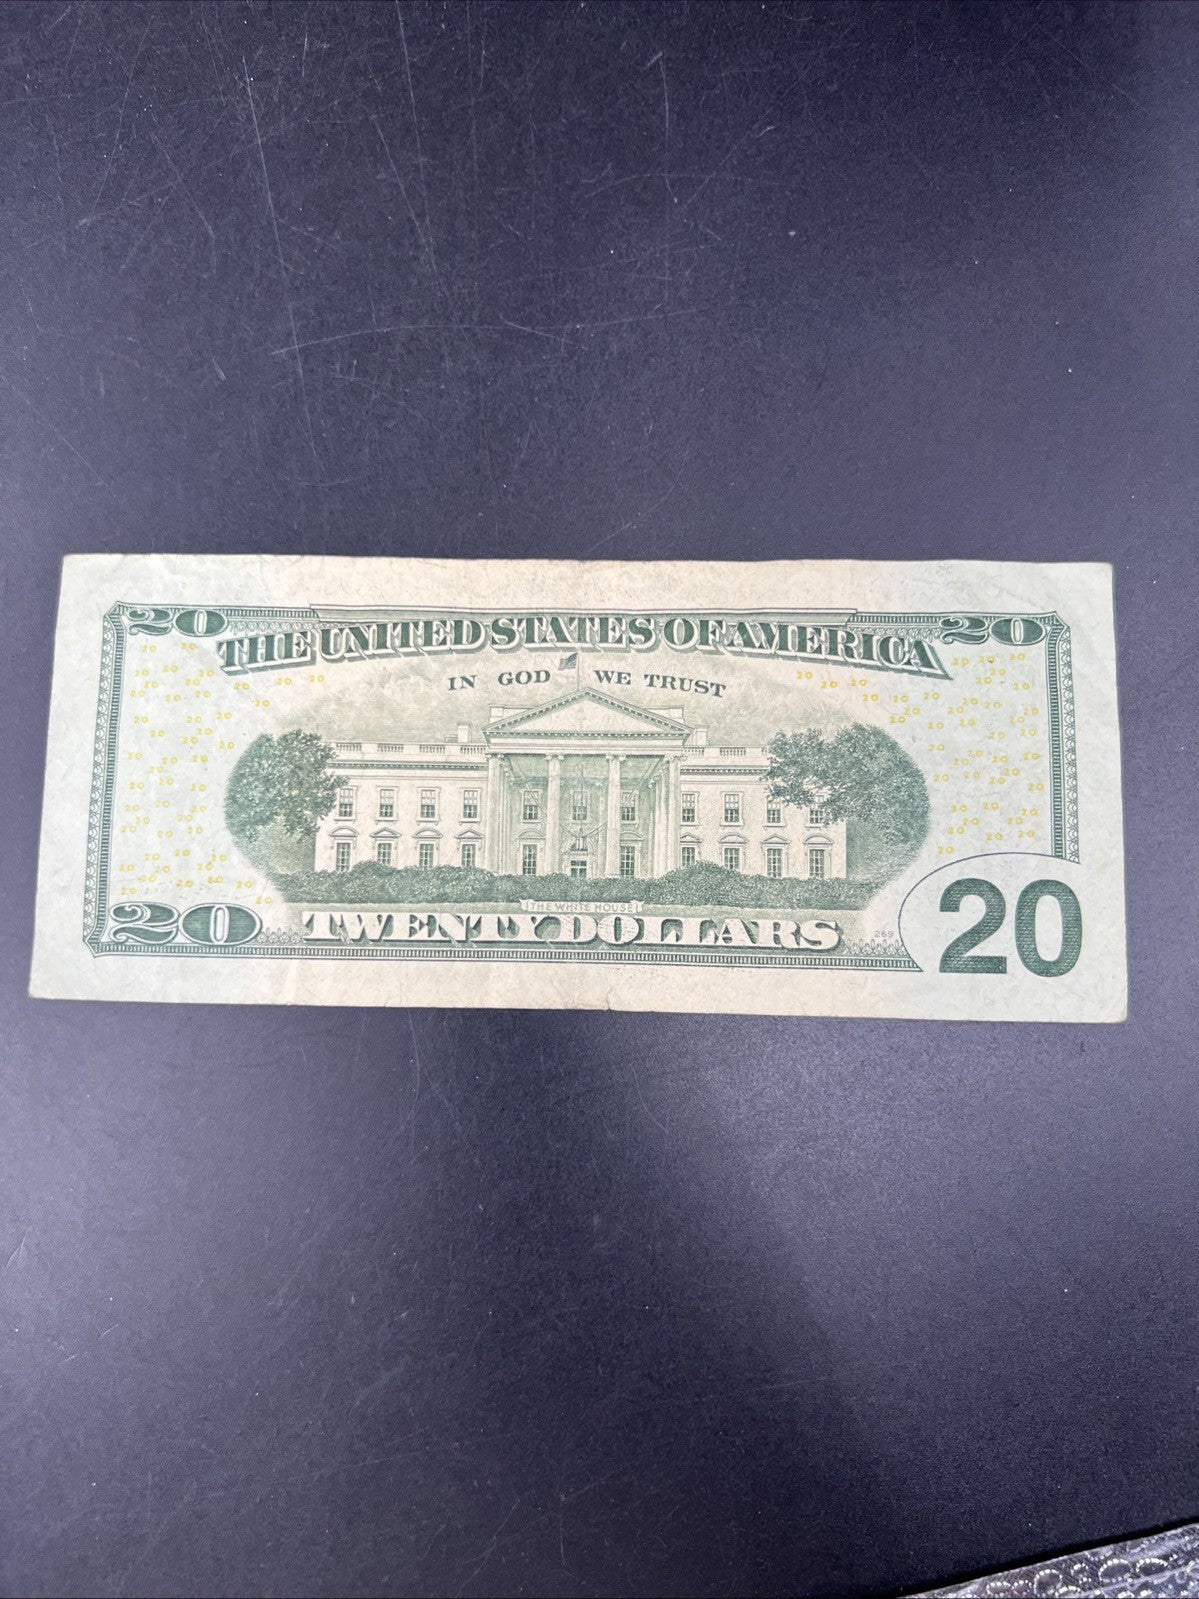 20 20
THE UNITED STATES OF AMERICA
IN GOD WE TRUST
THE WHITE HOUSE
20 TWENTY DOLLARS 20